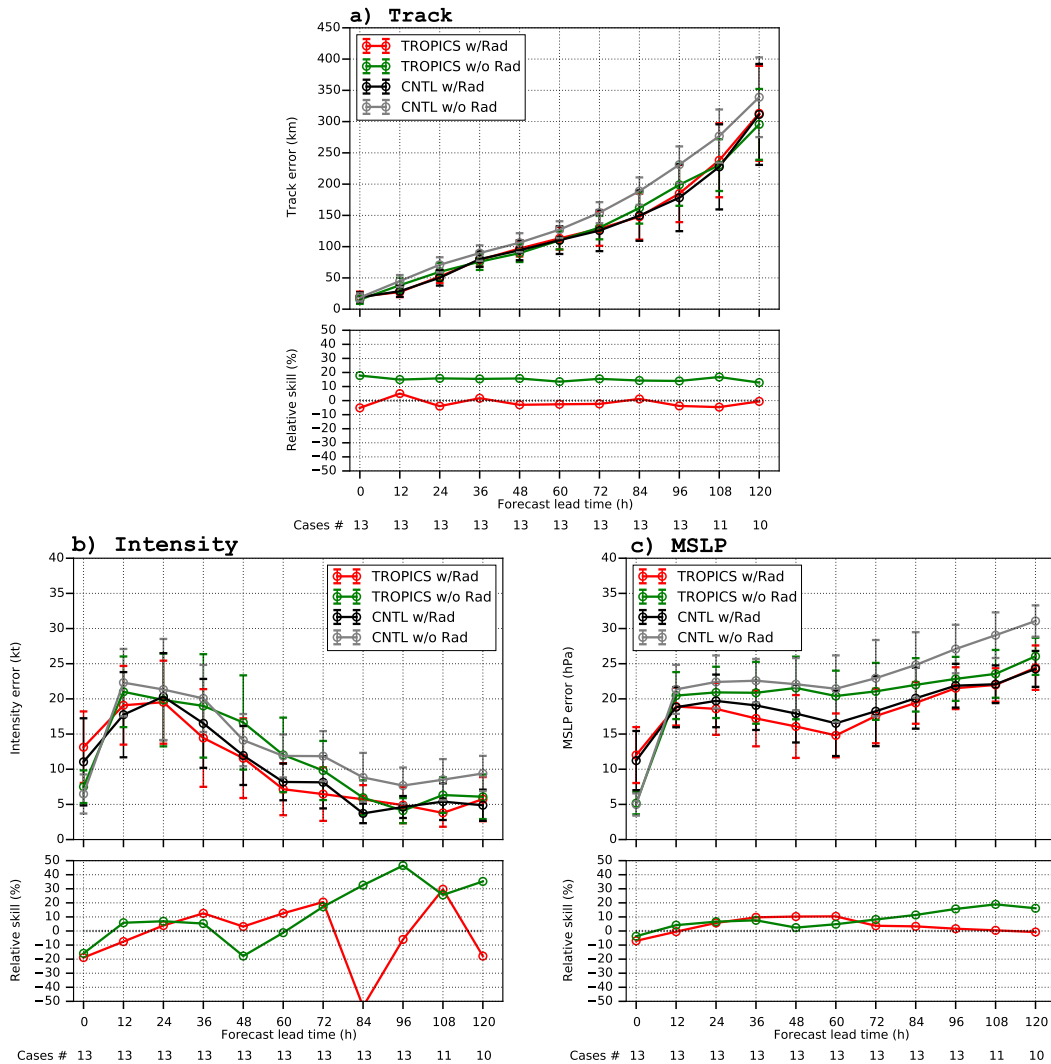 a) Track
450
400
350
300
250
200
150
100
50
0
Track error (km)
TROPICS w/Rad
TROPICS w/o Rad
CNTL w/Rad
CNTL w/o Rad
50
40
30
20
10
0
−10
−20
−30
−40
−50
Relative skill (%)
0 12 24 36 48 60 72 84 96 108 120
Forecast lead time (h)
Cases # 13 13 13 13 13 13 13 13 13 11 10
b) Intensity
40
35
30
25
20
15
10
5
0
Intensity error (kt)
TROPICS w/Rad
TROPICS w/o Rad
CNTL w/Rad
CNTL w/o Rad
50
40
30
20
10
0
−10
−20
−30
−40
−50
Relative skill (%)
0 12 24 36 48 60 72 84 96 108 120
Forecast lead time (h)
Cases # 13 13 13 13 13 13 13 13 13 11 10
c) MSLP
40
35
30
25
20
15
10
5
0
MSLP error (hPa)
TROPICS w/Rad
TROPICS w/o Rad
CNTL w/Rad
CNTL w/o Rad
50
40
30
20
10
0
−10
−20
−30
−40
−50
Relative skill (%)
0 12 24 36 48 60 72 84 96 108 120
Forecast lead time (h)
Cases # 13 13 13 13 13 13 13 13 13 11 10